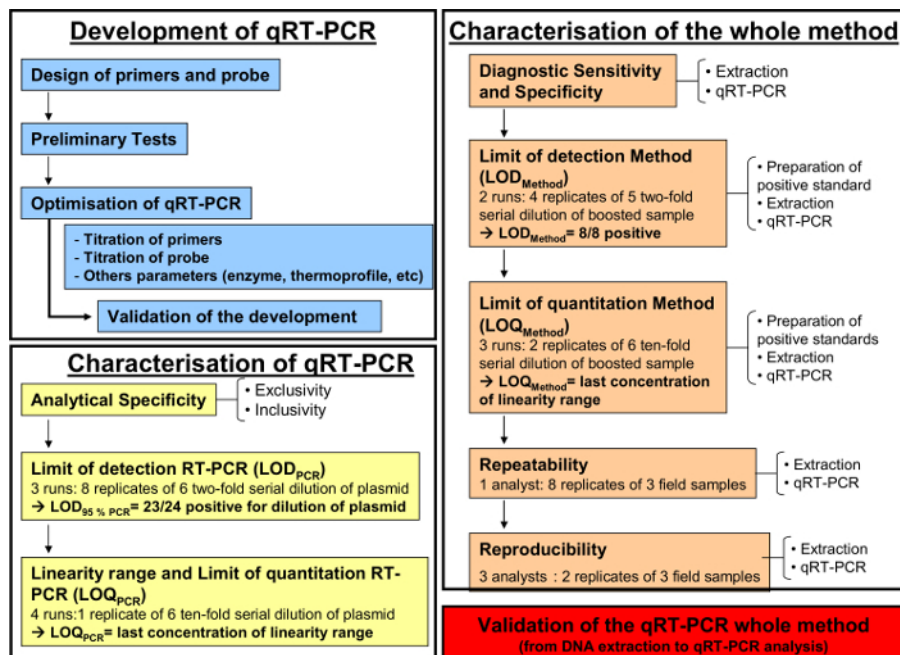 Development of qRT-PCR
Design of primers and probe
Preliminary Tests
Optimisation of qRT-PCR
- Titration of primers
- Titration of probe
- Others parameters (enzyme, thermoprofile, etc)
Validation of the development
Characterisation of qRT-PCR
Analytical Specificity
• Exclusivity
• Inclusivity
Limit of detection RT-PCR (LODPCR)
3 runs: 8 replicates of 6 two-fold serial dilution of plasmid
→ LOD95 % PCR= 23/24 positive for dilution of plasmid
Linearity range and Limit of quantitation RT-
PCR (LOQPCR)
4 runs:1 replicate of 6 ten-fold serial dilution of plasmid
→ LOQPCR= last concentration of linearity range
Characterisation of the whole method
Diagnostic Sensitivity
and Specificity
• Extraction
• qRT-PCR
Limit of detection Method
(LODMethod)
2 runs: 4 replicates of 5 two-fold
serial dilution of boosted sample
→ LODMethod= 8/8 positive
• Preparation of
positive standard
• Extraction
• qRT-PCR
Limit of quantitation Method
(LOQMethod)
3 runs: 2 replicates of 6 ten-fold
serial dilution of boosted sample
→ LOQMethod= last concentration
of linearity range
• Preparation of
positive standards
• Extraction
• qRT-PCR
Repeatability
1 analyst: 8 replicates of 3 field samples
• Extraction
• qRT-PCR
Reproducibility
3 analysts : 2 replicates of 3 field samples
• Extraction
• qRT-PCR
Validation of the qRT-PCR whole method
(from DNA extraction to qRT-PCR analysis)